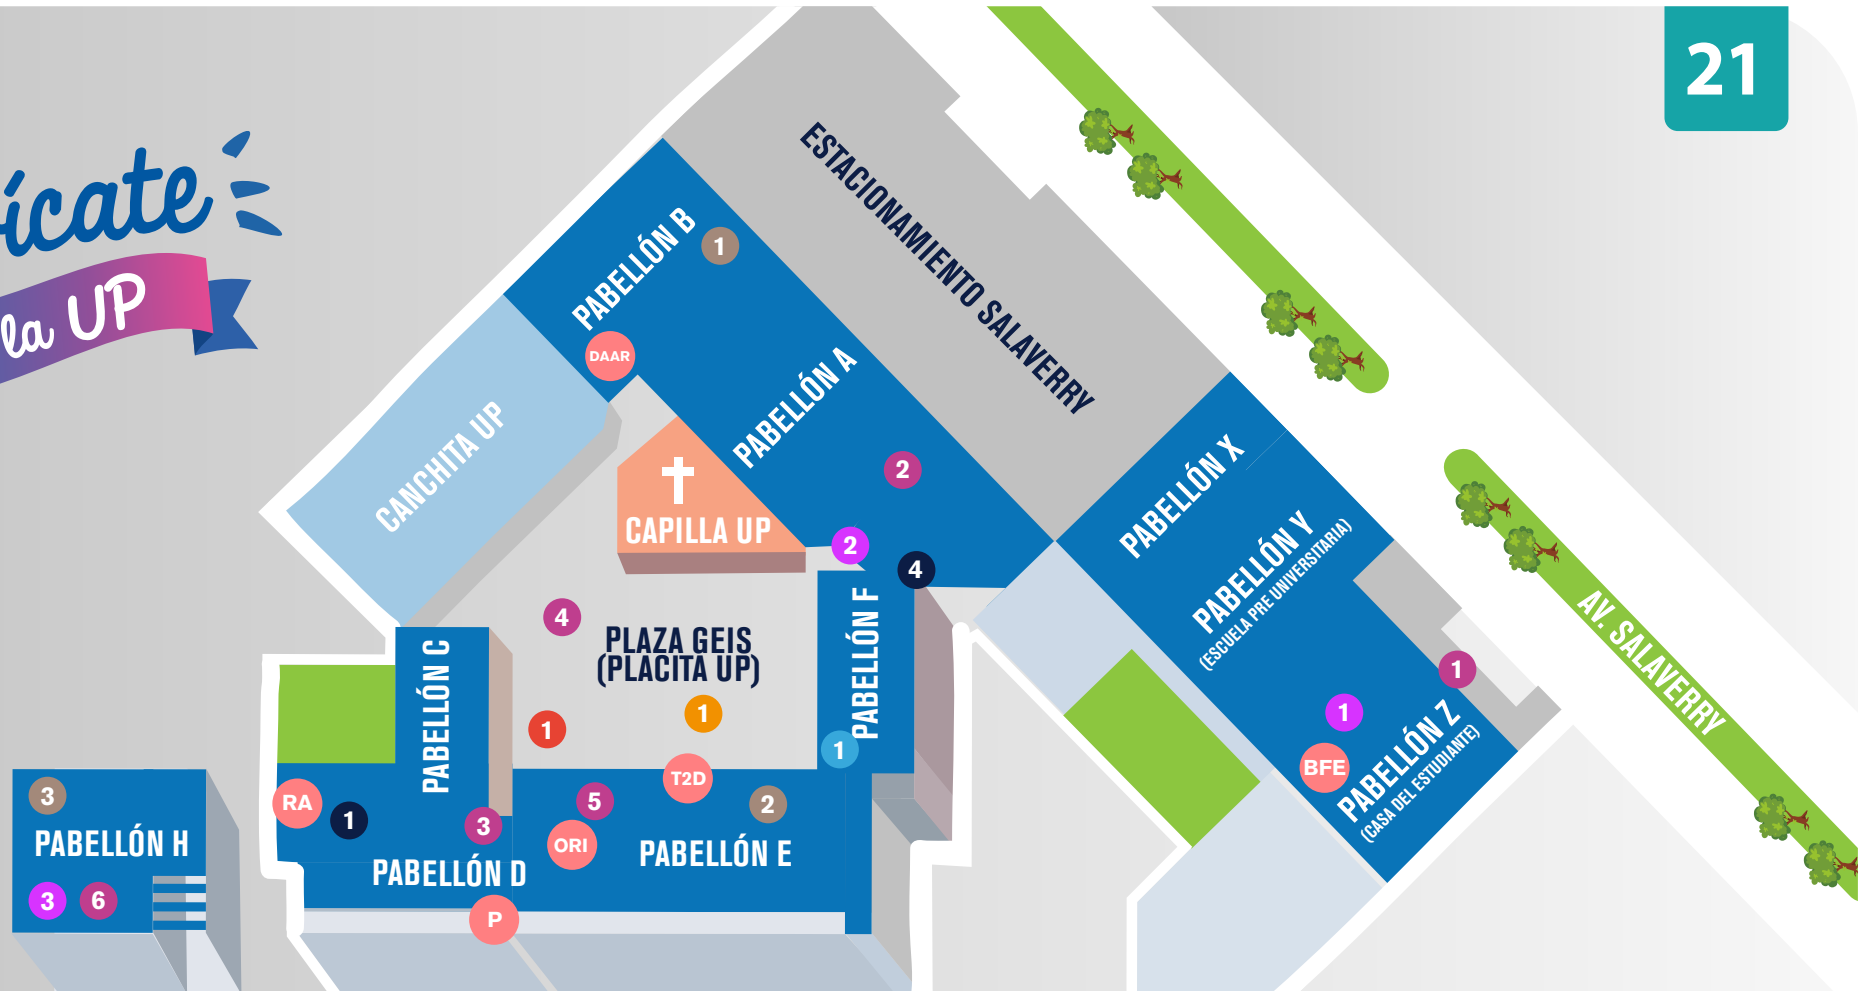 21
ícate
la UP
ESTACIONAMIENTO SALAVERRY
PABELLÓN B
1
DAAR
PABELLÓN A
CANCHITA UP
2
CAPILLA UP
2
4
PABELLÓN X
PABELLÓN Y
(ESCUELA PRE UNIVERSITARIA)
AV. SALAVERRY
4
PLAZA GEIS
(PLACITA UP)
PABELLÓN F
PABELLÓN C
1
1
1
1
1
BFE
PABELLÓN Z
(CASA DEL ESTUDIANTE)
T2D
RA
1
3
5
2
ORI
PABELLÓN E
PABELLÓN D
P
3
PABELLÓN H
3
6